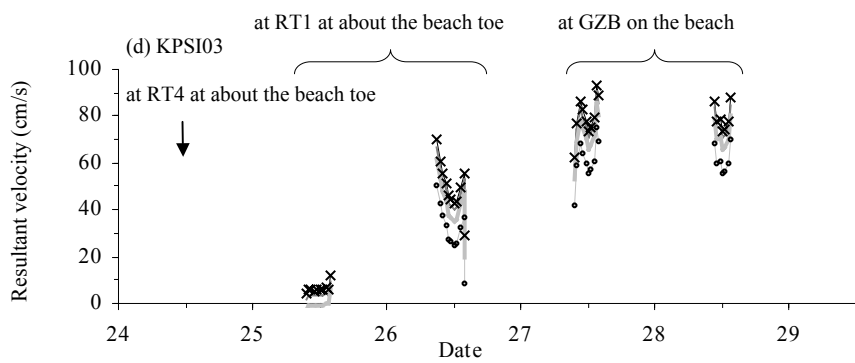 at RT1 at about the beach toe
at GZB on the beach
(d) KPSI03
at RT4 at about the beach toe
Resultant velocity (cm/s)
100
80
60
40
20
0
24
25
26
27
28
29
Date